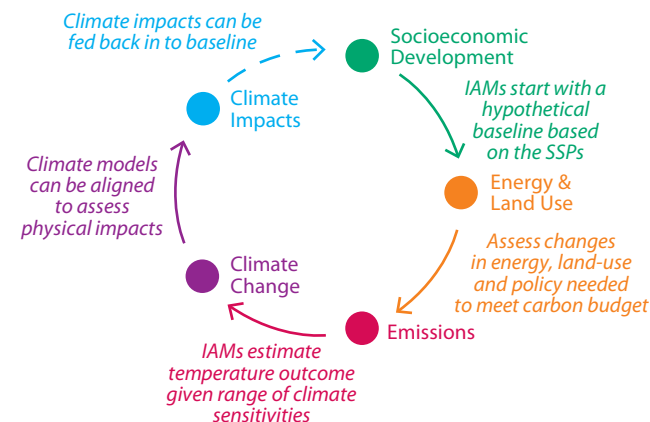 Climate impacts can be
fed back in to baseline
Socioeconomic
Development
IAMs start with a
hypothetical
baseline based
on the SSPs
Climate
Impacts
Climate models
can be aligned
to assess
physical impacts
Energy &
Land Use
Assess changes
in energy, land-use
and policy needed
to meet carbon budget
Climate
Change
Emissions
IAMs estimate
temperature outcome
given range of climate
sensitivities